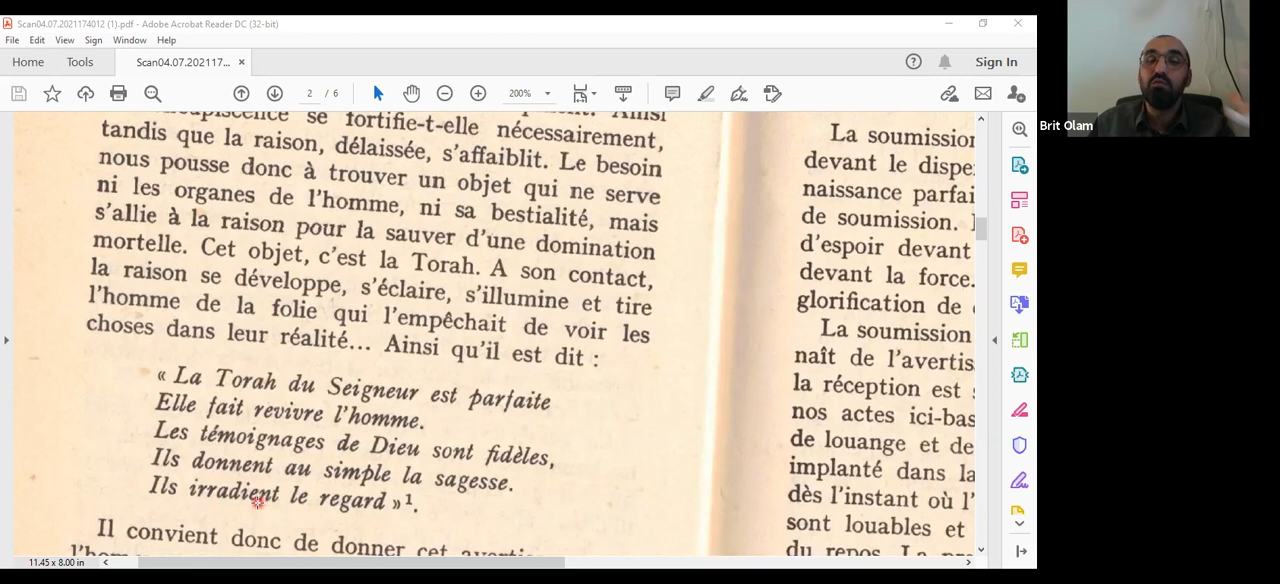 Scan04.07.2021174012 (1).pdf - Adobe Acrobat Reader DC (32-bit)
File Edit View Sign Window Help
Home Tools Scan04.07.202117... × Sign In
2 / 6 200%
Brit Olam
se fortifie-t-elle nécessairement,
tandis que la raison, délaissée, s'affaiblit. Le besoin
nous pousse donc à trouver un objet qui ne serve
ni les organes de l'homme, ni sa bestialité, mais
s'allie à la raison pour la sauver d'une domination
mortelle. Cet objet, c'est la Torah. A son contact,
la raison se développe, s'éclaire, s'illumine et tire
l'homme de la folie qui l'empêchait de voir les
choses dans leur réalité... Ainsi qu'il est dit :
« La Torah du Seigneur est parfaite
Elle fait revivre l'homme.
Les témoignages de Dieu sont fidèles,
Ils donnent au simple la sagesse.
Ils irradient le regard »¹.
Il convient donc de donner cet
La soumission
devant le dispe
naissance parfai
de soumission.
d'espoir devant
devant la force.
glorification de
La soumission
naît de l'avertis
la réception est
nos actes ici-bas
de louange et de
implanté dans la
dès l'instant où l'
sont louables et
du repos. La
11.45 x 8.00 in